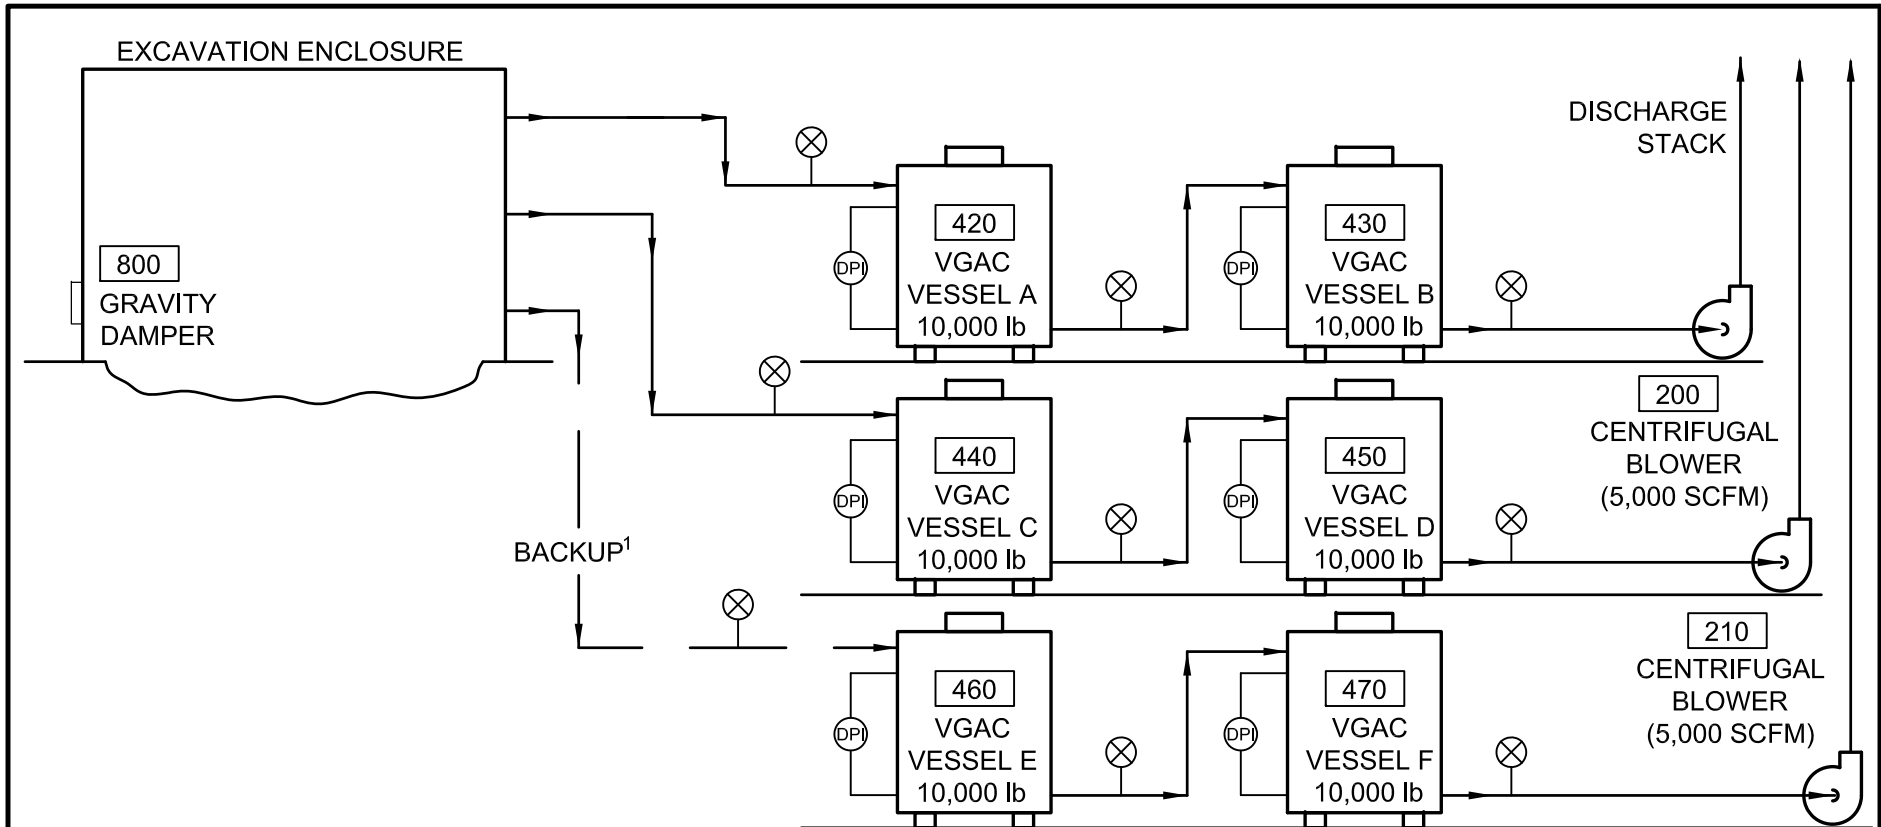 EXCAVATION ENCLOSURE
800
GRAVITY
DAMPER
BACKUP1
DPI
420
VGAC
VESSEL A
10,000 lb
DPI
430
VGAC
VESSEL B
10,000 lb
DISCHARGE
STACK
DPI
440
VGAC
VESSEL C
10,000 lb
DPI
450
VGAC
VESSEL D
10,000 lb
200
CENTRIFUGAL
BLOWER
(5,000 SCFM)
DPI
460
VGAC
VESSEL E
10,000 lb
DPI
470
VGAC
VESSEL F
10,000 lb
210
CENTRIFUGAL
BLOWER
(5,000 SCFM)